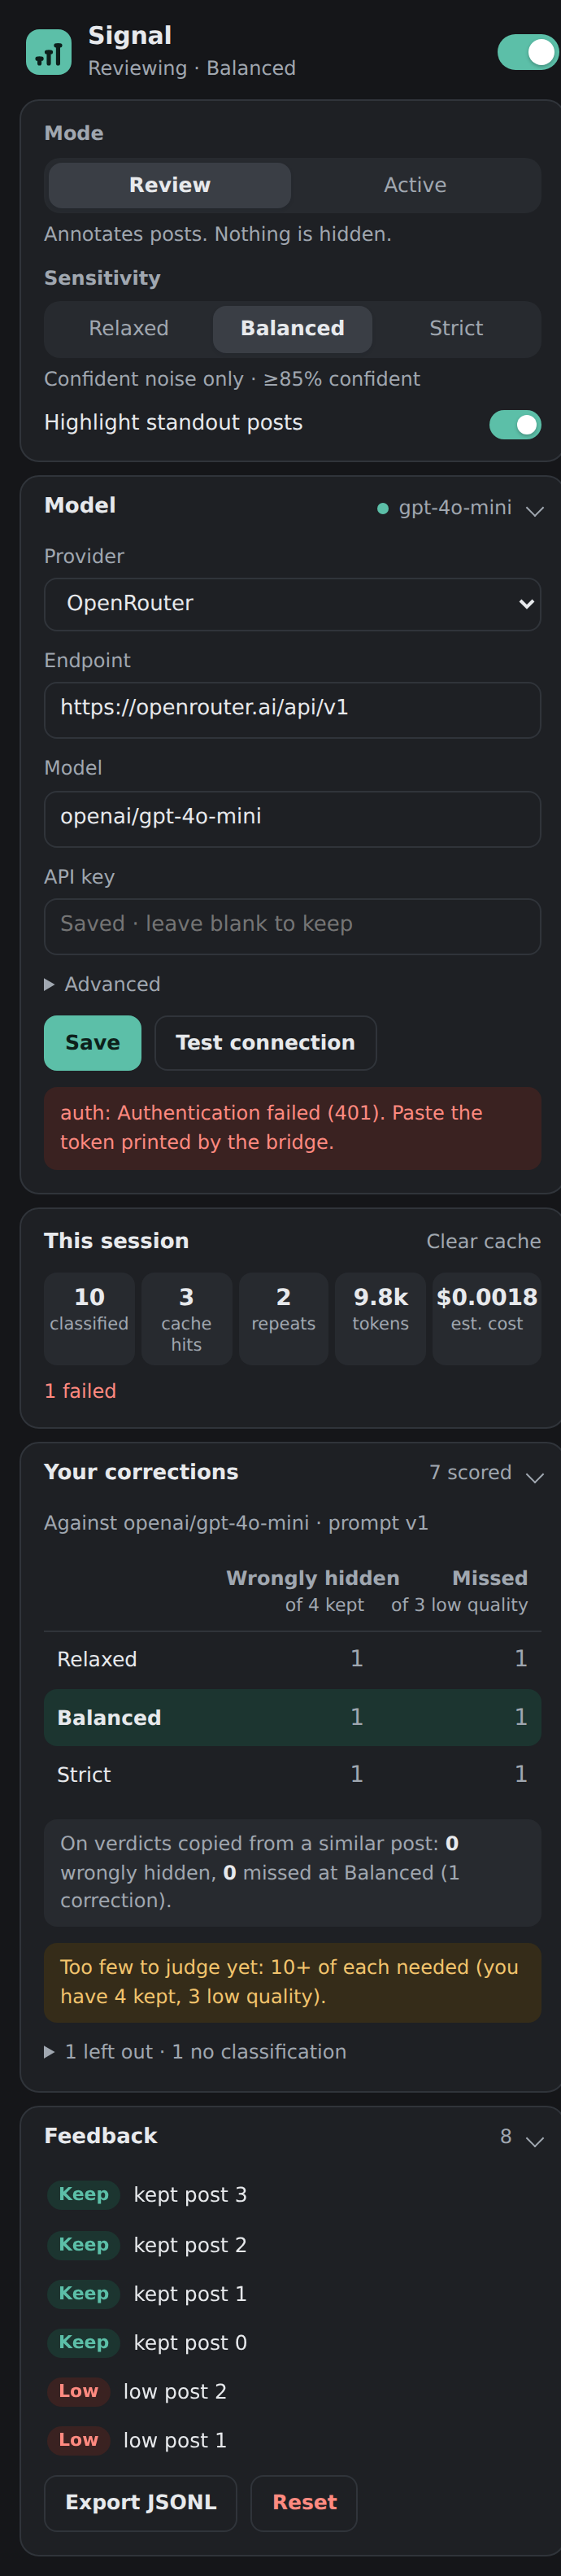 Signal
Reviewing · Balanced
Mode
Review
Active
Annotates posts. Nothing is hidden.
Sensitivity
Relaxed
Balanced
Strict
Confident noise only · ≥85% confident
Highlight standout posts
Model
gpt-4o-mini
Provider
OpenRouter
Endpoint
https://openrouter.ai/api/v1
Model
openai/gpt-4o-mini
API key
Saved · leave blank to keep
Advanced
Save
Test connection
auth: Authentication failed (401). Paste the
token printed by the bridge.
This session
Clear cache
10
classified
3
cache
hits
2
repeats
9.8k
tokens
$0.0018
est. cost
1 failed
Your corrections
7 scored
Against openai/gpt-4o-mini · prompt v1
Wrongly hidden
of 4 kept
Missed
of 3 low quality
Relaxed 1 1
Balanced 1 1
Strict 1 1
On verdicts copied from a similar post: 0
wrongly hidden, 0 missed at Balanced (1
correction).
Too few to judge yet: 10+ of each needed (you
have 4 kept, 3 low quality).
1 left out · 1 no classification
Feedback
8
Keep kept post 3
Keep kept post 2
Keep kept post 1
Keep kept post 0
Low low post 2
Low low post 1
Export JSONL
Reset